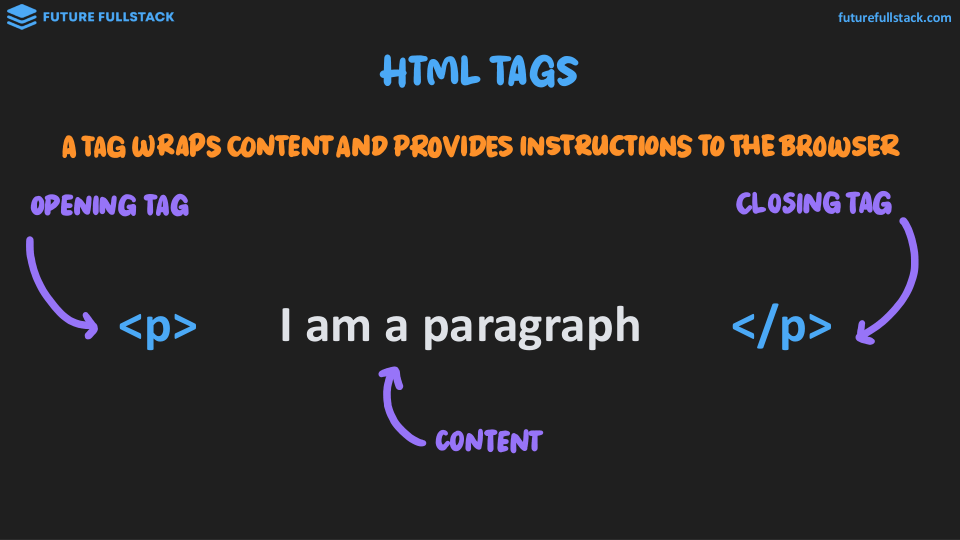 FUTURE FULLSTACK
futurefullstack.com
HTML TAGS
A TAG WRAPS CONTENT AND PROVIDES INSTRUCTIONS TO THE BROWSER
OPENING TAG
CLOSING TAG
<p> I am a paragraph </p>
CONTENT